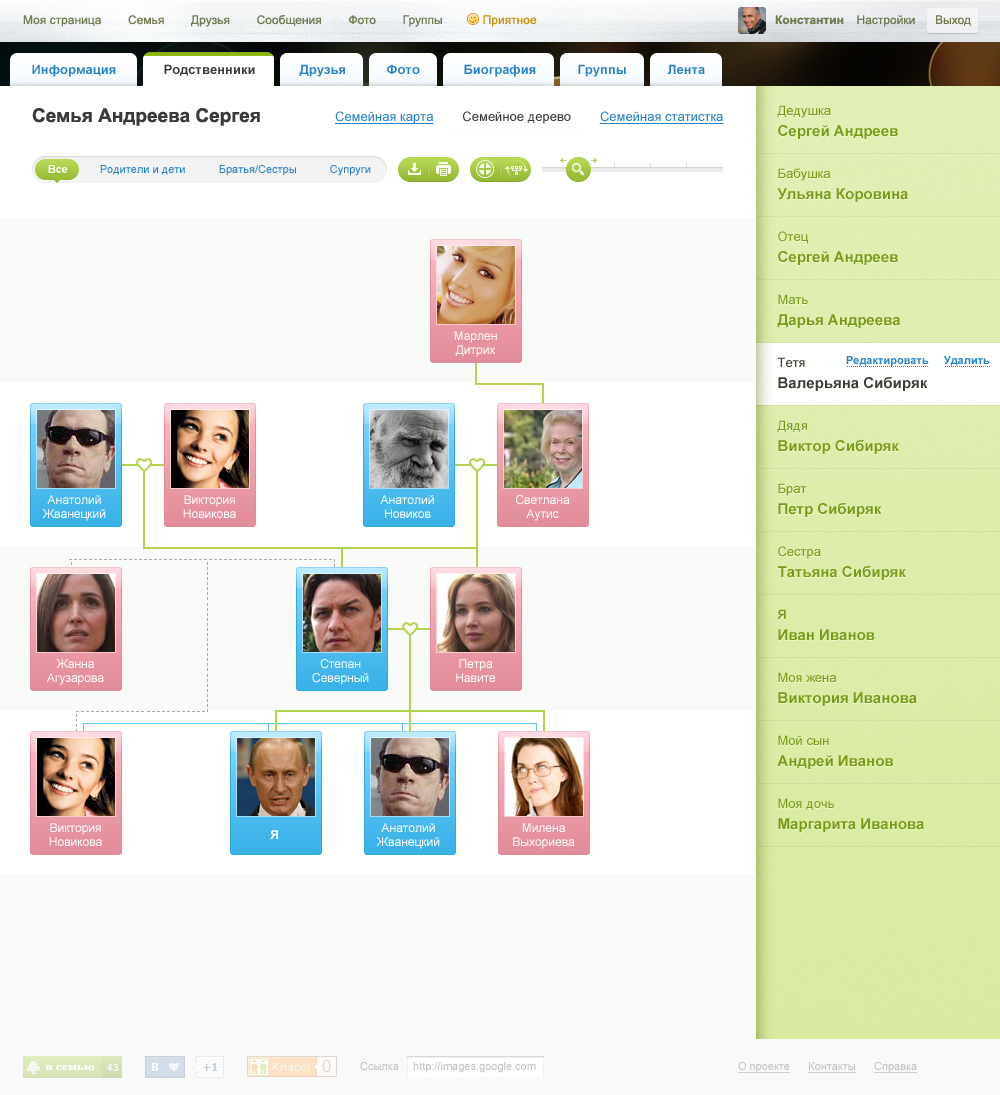 Моя страница Семья Друзья Сообщения Фото Группы Приятное Константин Настройки Выход
Информация Родственники Друзья Фото Биография Группы Лента
Семья Андреева Сергея Семейная карта Семейное дерево Семейная статистка
Все Родители и дети Братья/Сестры Супруги
Марлен
Дитрих
Анатолий
Жванецкий
Виктория
Новикова
Анатолий
Новиков
Светлана
Аутис
Жанна
Агузарова
Степан
Северный
Петра
Навите
Виктория
Новикова
Я
Анатолий
Жванецкий
Милена
Выхориева
Дедушка
Сергей Андреев
Бабушка
Ульяна Коровина
Отец
Сергей Андреев
Мать
Дарья Андреева
Тетя Редактировать Удалить
Валерьяна Сибиряк
Дядя
Виктор Сибиряк
Брат
Петр Сибиряк
Сестра
Татьяна Сибиряк
Я
Иван Иванов
Моя жена
Виктория Иванова
Мой сын
Андрей Иванов
Моя дочь
Маргарита Иванова
в семью 43 В +1 Класс! 0 Ссылка http://images.google.com О проекте Контакты Справка